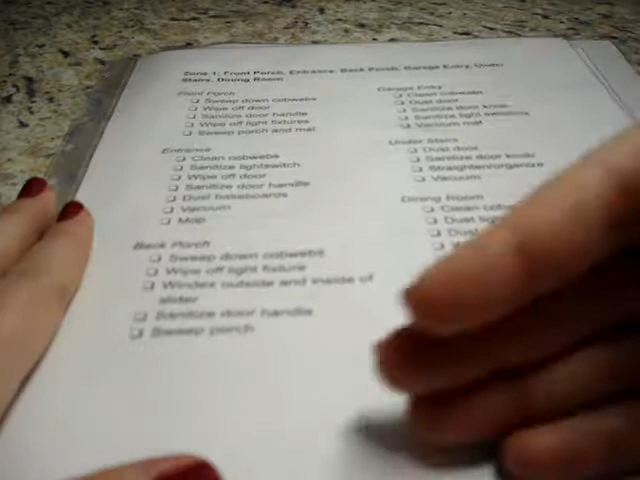 Zone 1: Front Porch, Entrance, Back Porch, Garage Entry, Under
Stairs, Dining Room
Front Porch
Sweep down cobwebs
Wipe off door
Sanitize door handle
Wipe off light fixtures
Sweep porch and mat
Entrance
Clean cobwebs
Sanitize lightswitch
Wipe off door
Sanitize door handle
Dust baseboards
Vacuum
Mop
Back Porch
Sweep down cobwebs
Wipe off light fixture
Windex outside and inside of
slider
Sanitize door handle
Sweep porch
Garage Entry
Clean cobwebs
Dust door
Sanitize door knob
Sanitize light switches
Vacuum mat
Under Stairs
Dust door
Sanitize door knob
Straighten/organize
Vacuum
Dining Room
Clean
Dust
Dust